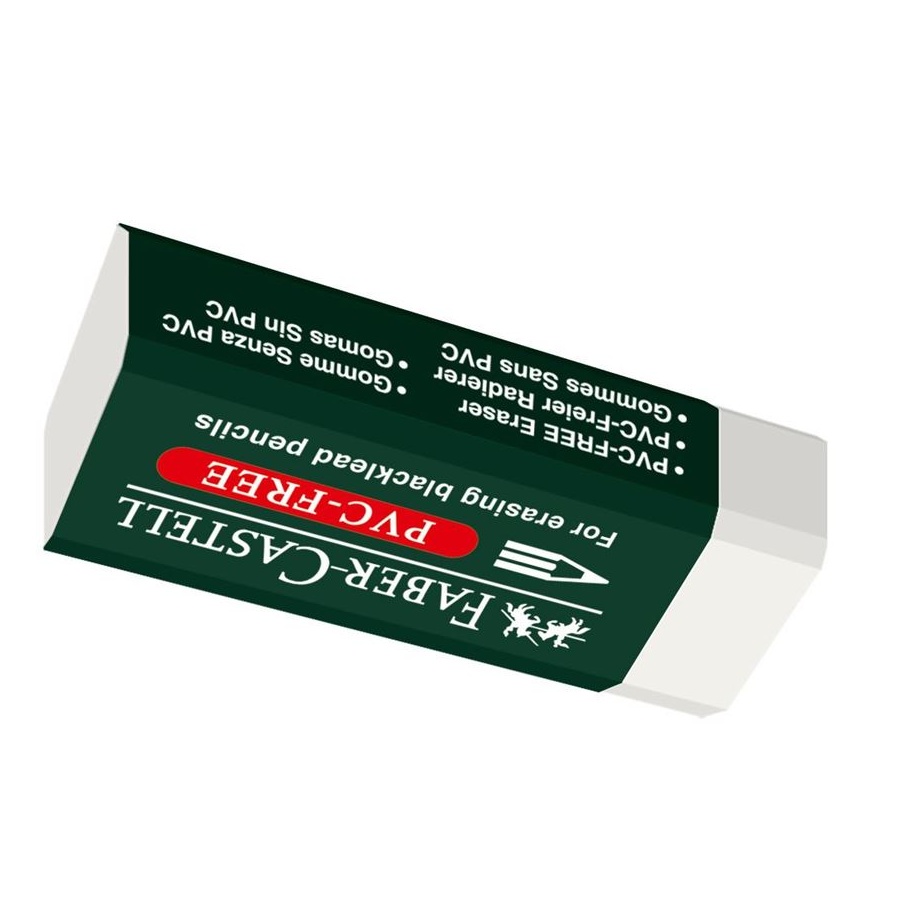 FABER-CASTELL
PVC-FREE
For erasing blacklead pencils
• PVC-FREE Eraser
• PVC-Freier Radierer
• Gommes Sans PVC
• Gomme Senza PVC
• Gomas Sin PVC